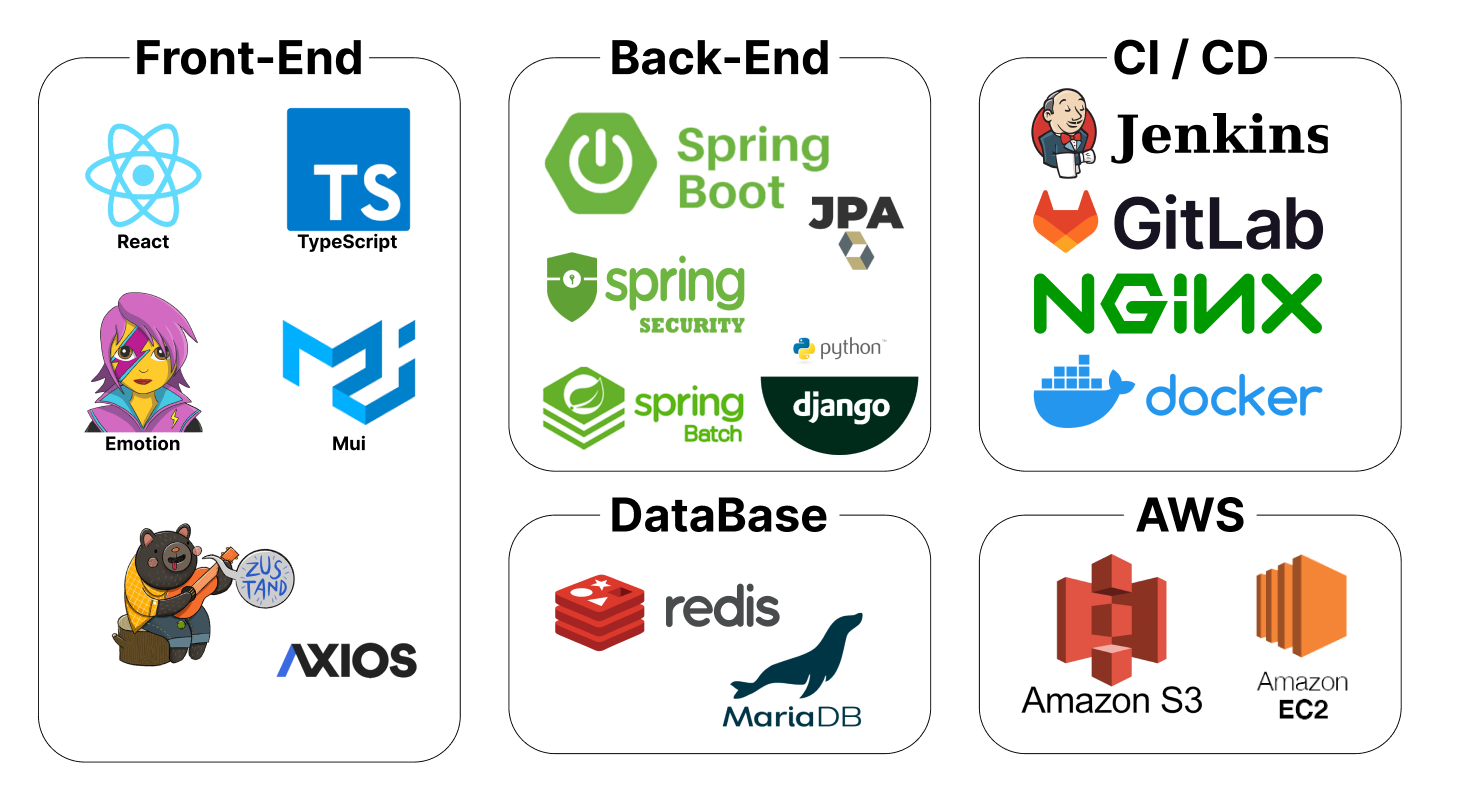 Front-End
TS
React
TypeScript
Emotion
Mui
ZUS
TAND
AXIOS
Back-End
Spring
Boot
JPA
spring
SECURITY
python™
spring
Batch
django
CI / CD
Jenkins
GitLab
NGINX
docker
DataBase
redis
MariaDB
AWS
Amazon S3
Amazon
EC2